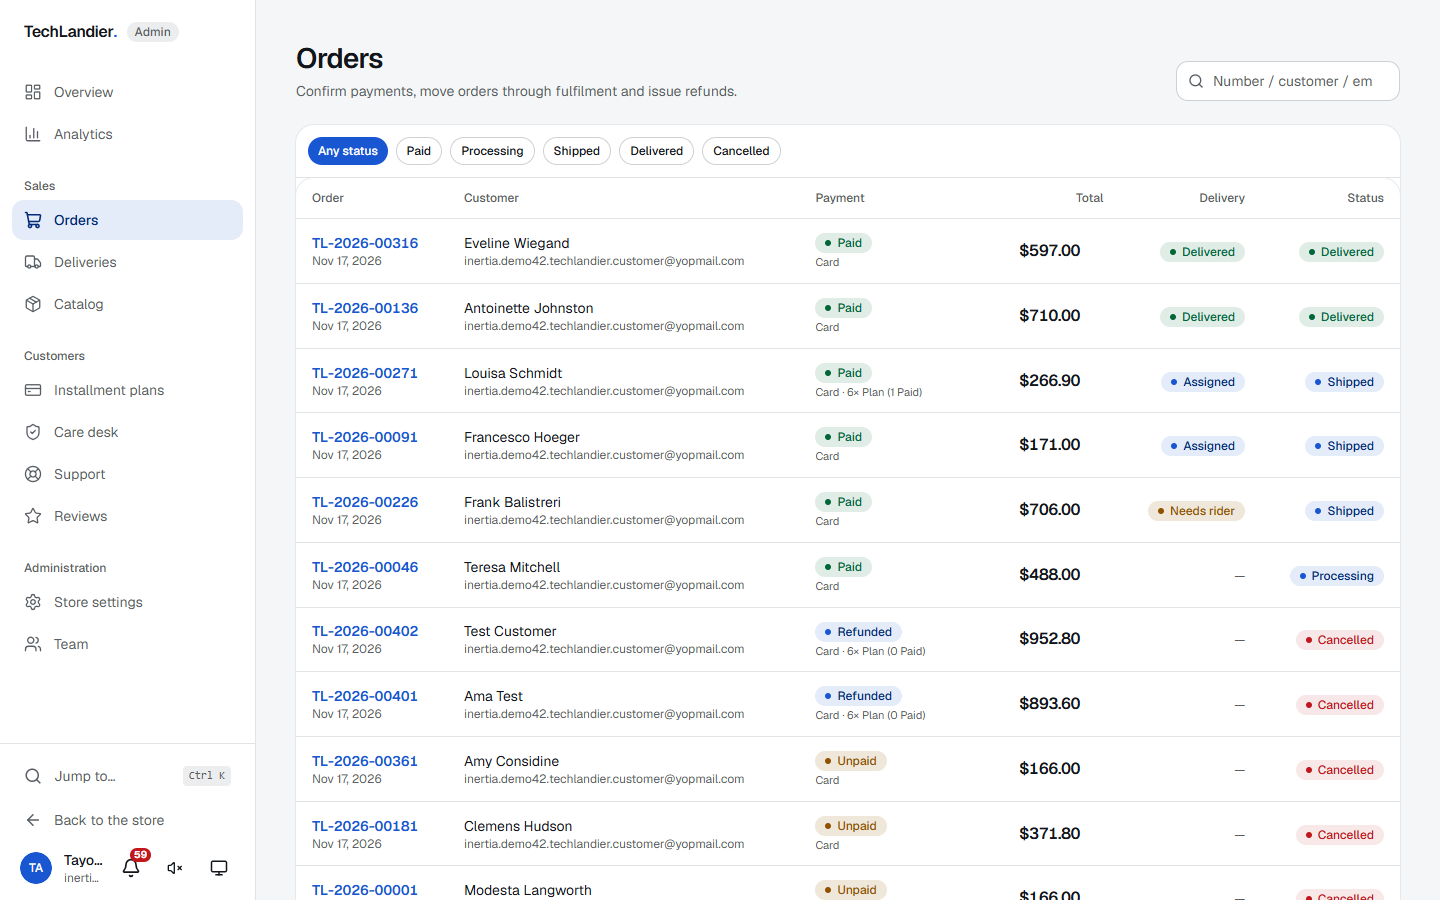 TechLandier. Admin
Overview
Analytics
Sales
Orders
Deliveries
Catalog
Customers
Installment plans
Care desk
Support
Reviews
Administration
Store settings
Team
Jump to... Ctrl K
Back to the store
TA Tayo... 59
inerti...
Orders
Confirm payments, move orders through fulfilment and issue refunds.
Number / customer / em
Any status Paid Processing Shipped Delivered Cancelled
Order Customer Payment Total Delivery Status
TL-2026-00316 Eveline Wiegand Paid $597.00 Delivered Delivered
Nov 17, 2026 inertia.demo42.techlandier.customer@yopmail.com Card
TL-2026-00136 Antoinette Johnston Paid $710.00 Delivered Delivered
Nov 17, 2026 inertia.demo42.techlandier.customer@yopmail.com Card
TL-2026-00271 Louisa Schmidt Paid $266.90 Assigned Shipped
Nov 17, 2026 inertia.demo42.techlandier.customer@yopmail.com Card · 6× Plan (1 Paid)
TL-2026-00091 Francesco Hoeger Paid $171.00 Assigned Shipped
Nov 17, 2026 inertia.demo42.techlandier.customer@yopmail.com Card
TL-2026-00226 Frank Balistreri Paid $706.00 Needs rider Shipped
Nov 17, 2026 inertia.demo42.techlandier.customer@yopmail.com Card
TL-2026-00046 Teresa Mitchell Paid $488.00 — Processing
Nov 17, 2026 inertia.demo42.techlandier.customer@yopmail.com Card
TL-2026-00402 Test Customer Refunded $952.80 — Cancelled
Nov 17, 2026 inertia.demo42.techlandier.customer@yopmail.com Card · 6× Plan (0 Paid)
TL-2026-00401 Ama Test Refunded $893.60 — Cancelled
Nov 17, 2026 inertia.demo42.techlandier.customer@yopmail.com Card · 6× Plan (0 Paid)
TL-2026-00361 Amy Considine Unpaid $166.00 — Cancelled
Nov 17, 2026 inertia.demo42.techlandier.customer@yopmail.com Card
TL-2026-00181 Clemens Hudson Unpaid $371.80 — Cancelled
Nov 17, 2026 inertia.demo42.techlandier.customer@yopmail.com Card
TL-2026-00001 Modesta Langworth Unpaid $166.00 Cancelled